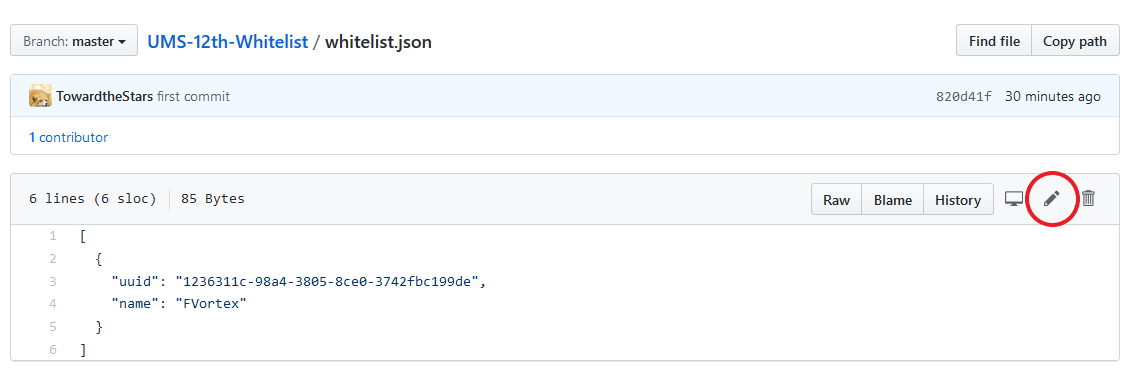 Branch: master UMS-12th-Whitelist / whitelist.json Find file Copy path
TowardtheStars first commit 820d41f 30 minutes ago
1 contributor
6 lines (6 sloc) 85 Bytes Raw Blame History
1 [
2 {
3 "uuid": "1236311c-98a4-3805-8ce0-3742fbc199de",
4 "name": "FVortex"
5 }
6 ]